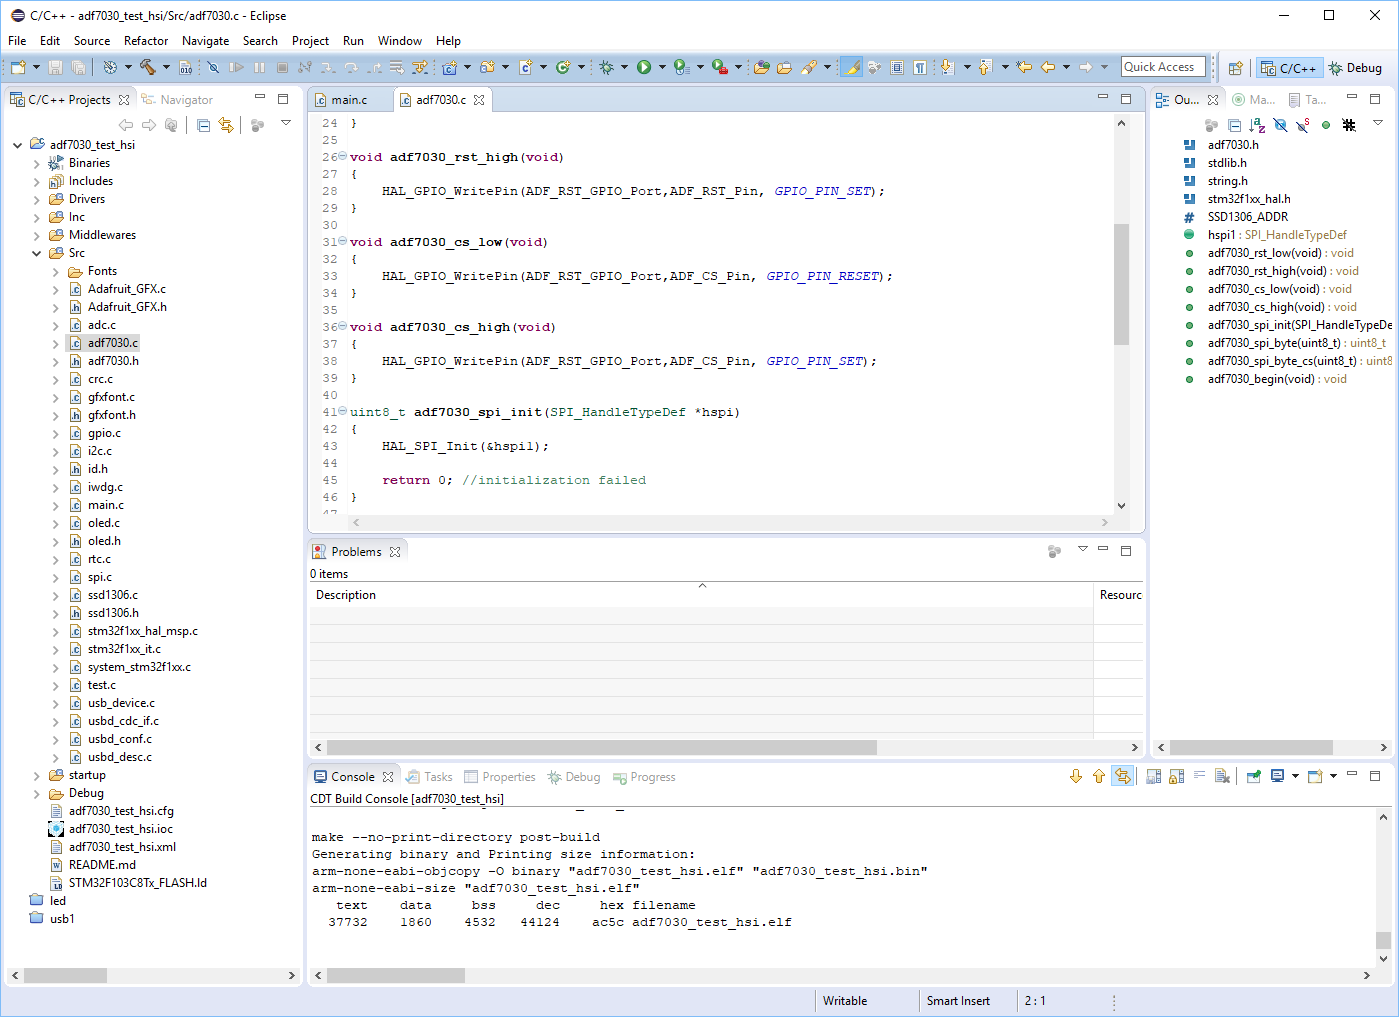 C/C++ - adf7030_test_hsi/Src/adf7030.c - Eclipse
File Edit Source Refactor Navigate Search Project Run Window Help
Quick Access
C/C++
Debug
C/C++ Projects
Navigator
adf7030_test_hsi
Binaries
Includes
Drivers
Inc
Middlewares
Src
Fonts
Adafruit_GFX.c
Adafruit_GFX.h
adc.c
adf7030.c
adf7030.h
crc.c
gfxfont.c
gfxfont.h
gpio.c
i2c.c
id.h
iwdg.c
main.c
oled.c
oled.h
rtc.c
spi.c
ssd1306.c
ssd1306.h
stm32f1xx_hal_msp.c
stm32f1xx_it.c
system_stm32f1xx.c
test.c
usb_device.c
usbd_cdc_if.c
usbd_conf.c
usbd_desc.c
startup
Debug
adf7030_test_hsi.cfg
adf7030_test_hsi.ioc
adf7030_test_hsi.xml
README.md
STM32F103C8Tx_FLASH.ld
led
usb1
main.c
adf7030.c
24 }
25
26 void adf7030_rst_high(void)
27 {
28 HAL_GPIO_WritePin(ADF_RST_GPIO_Port,ADF_RST_Pin, GPIO_PIN_SET);
29 }
30
31 void adf7030_cs_low(void)
32 {
33 HAL_GPIO_WritePin(ADF_RST_GPIO_Port,ADF_CS_Pin, GPIO_PIN_RESET);
34 }
35
36 void adf7030_cs_high(void)
37 {
38 HAL_GPIO_WritePin(ADF_RST_GPIO_Port,ADF_CS_Pin, GPIO_PIN_SET);
39 }
40
41 uint8_t adf7030_spi_init(SPI_HandleTypeDef *hspi)
42 {
43 HAL_SPI_Init(&hspi1);
44
45 return 0; //initialization failed
46 }
Problems
0 items
Description Resourc
Console Tasks Properties Debug Progress
CDT Build Console [adf7030_test_hsi]
make --no-print-directory post-build
Generating binary and Printing size information:
arm-none-eabi-objcopy -O binary "adf7030_test_hsi.elf" "adf7030_test_hsi.bin"
arm-none-eabi-size "adf7030_test_hsi.elf"
text data bss dec hex filename
37732 1860 4532 44124 ac5c adf7030_test_hsi.elf
Ou...
Ma...
Ta...
adf7030.h
stdlib.h
string.h
stm32f1xx_hal.h
SSD1306_ADDR
hspi1 : SPI_HandleTypeDef
adf7030_rst_low(void) : void
adf7030_rst_high(void) : void
adf7030_cs_low(void) : void
adf7030_cs_high(void) : void
adf7030_spi_init(SPI_HandleTypeDe
adf7030_spi_byte(uint8_t) : uint8_t
adf7030_spi_byte_cs(uint8_t) : uint8
adf7030_begin(void) : void
Writable Smart Insert 2 : 1